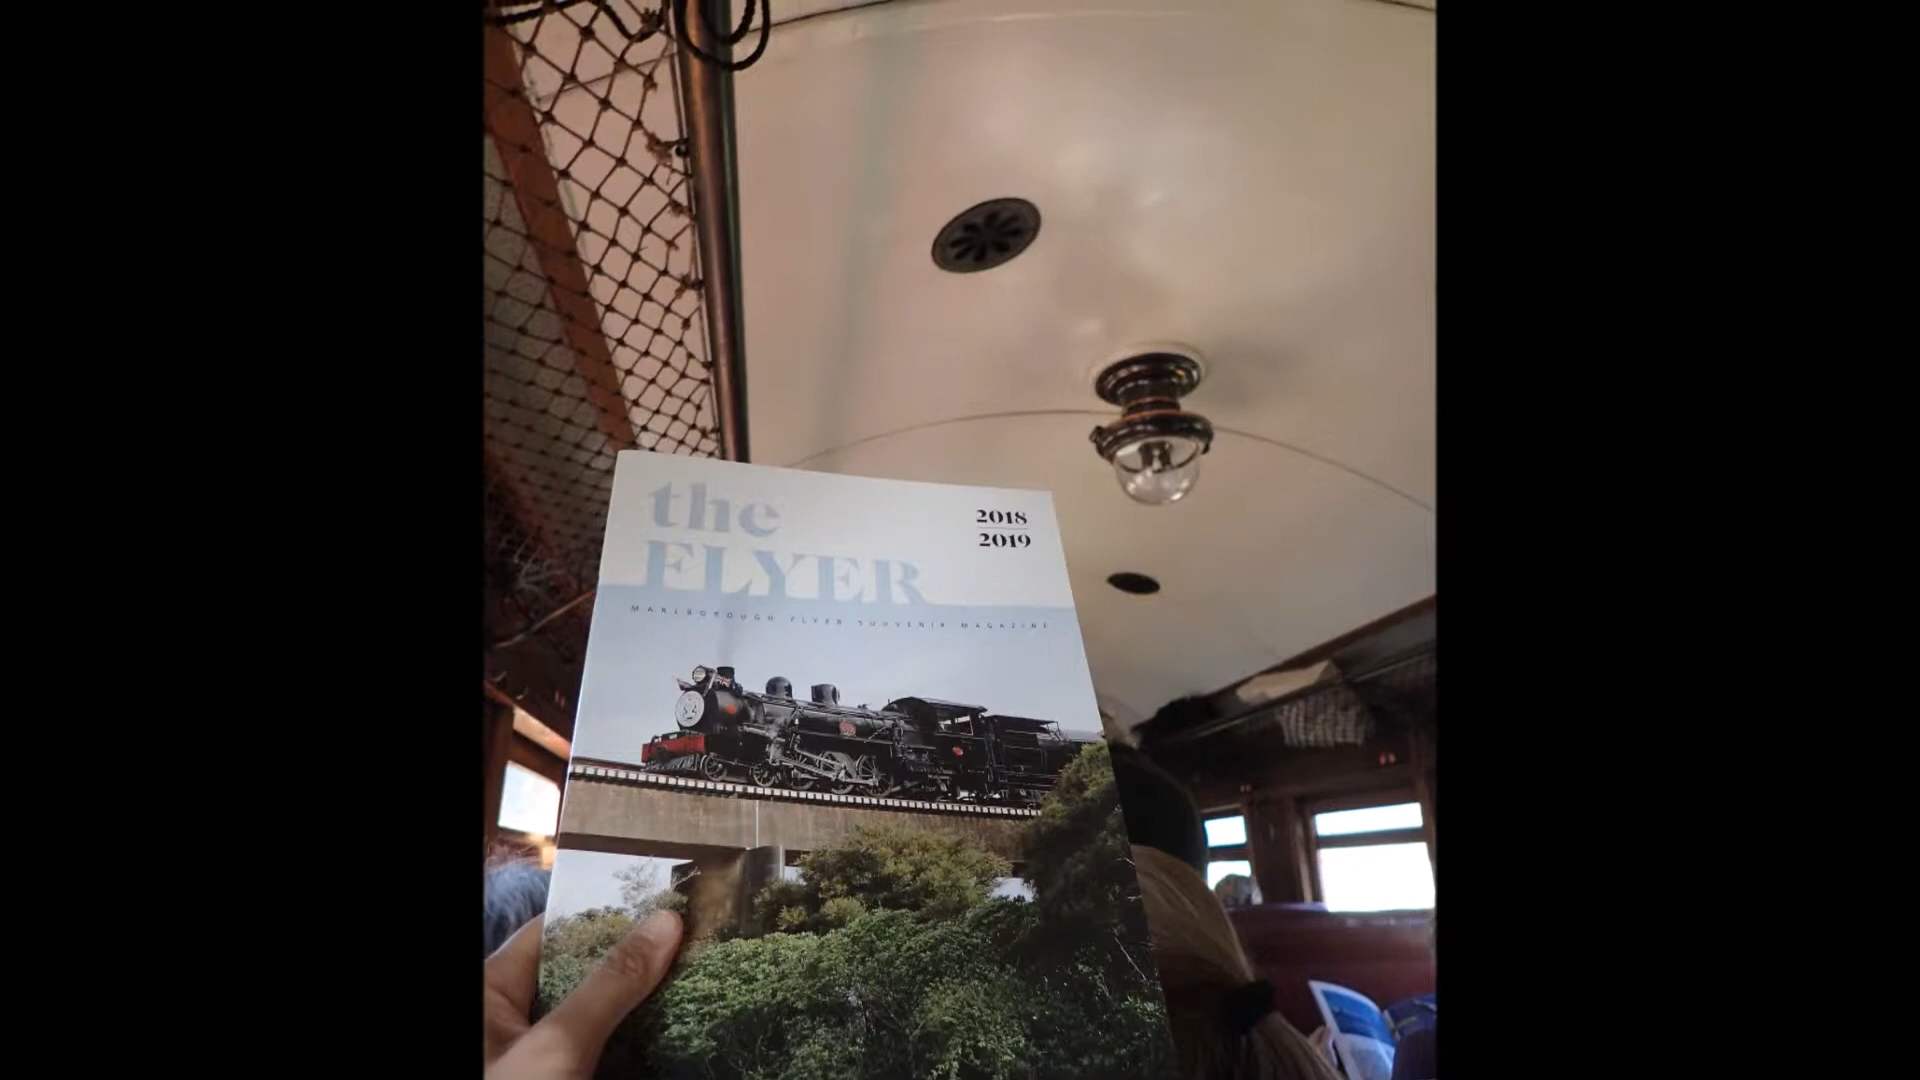 the
FLYER
2018
2019
MARLBOROUGH FLYER SOUVENIR MAGAZINE